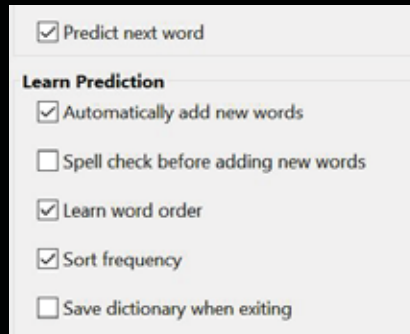 Predict next word
Learn Prediction
Automatically add new words
Spell check before adding new words
Learn word order
Sort frequency
Save dictionary when exiting